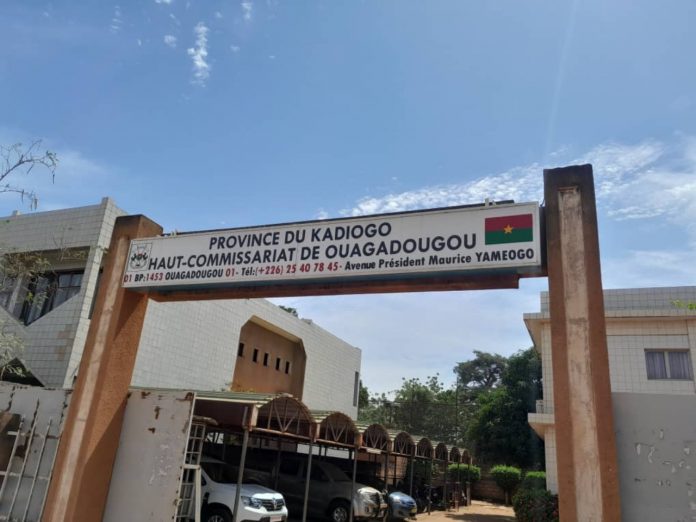 PROVINCE DU KADIOGO
HAUT-COMMISSARIAT DE OUAGADOUGOU
01 BP:1453 OUAGADOUGOU 01- Tél:(+226) 25 40 78 45- Avenue Président Maurice YAMEOGO